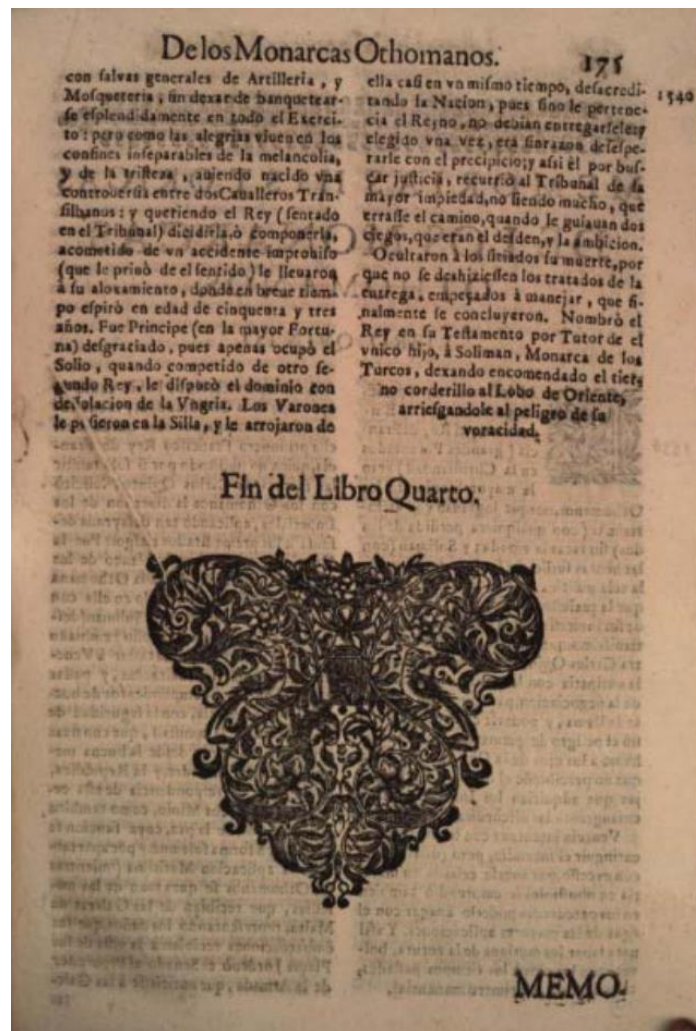 De los Monarcas Othomanos.
175
con salvas generales de Artilleria, y
Mosqueteria, sin dexar de banquetear-
se esplendidamente en todo el Exerci-
to: pero como las alegrias viuen en los
confines inseparables de la melancolia,
y de la tristeza, auiendo nacido vna
controversia entre dos Caualleros Tran-
silbanos: y queriendo el Rey (sentado
en el Tribunal) dicidirla, ò componerla,
acometido de vn accidente improbiso
(que le priuò de el sentido) le lleuaron
à su aloxamiento, donde en breue tiem-
po espirò en edad de cinquenta y tres
años. Fue Principe (en la mayor Fortu-
na) desgraciado, pues apenas ocupò el
Solio, quando competido de otro se-
gundo Rey, le disputò el dominio con
desolacion de la Vngria. Los Varones
le pusieron en la Silla, y le arrojaron de
ella casi en vn mismo tiempo, desacredi-
tando la Nacion, pues sino le pertene-
cia el Reyno, no debian entregarsele; y
elegido vna vez, era sinrazon desespe-
rarle con el precipicio; y assi èl por bus-
car justicia, recurriò al Tribunal de la
mayor impiedad, no siendo mucho, que
errasse el camino, quando le guiauan dos
ciegos, que eran el desden, y la ambicion.
Ocultaron à los sitiados su muerte, por
que no se deshiziessen los tratados de la
entrega, empeçados à manejar, que fi-
nalmente se concluyeron. Nombrò el
Rey en su Testamento por Tutor de el
vnico hijo, à Soliman, Monarca de los
Turcos, dexando encomendado el tier-
no corderillo al Lobo de Oriente,
arriesgandole al peligro de su
voracidad.
1540
Fin del Libro Quarto.
MEMO-